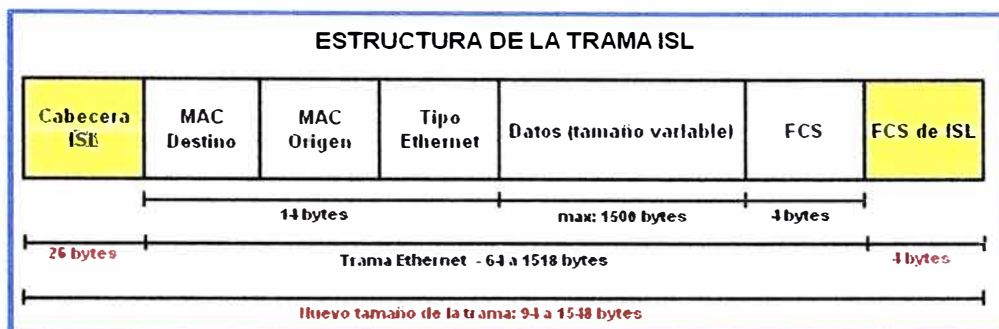 ESTRUCTURA DE LA TRAMA ISL
Cabecera
ISL
MAC
Destino
MAC
Origen
Tipo
Ethernet
Datos (tamaño variable)
FCS
FCS de ISL
14 bytes
max: 1500 bytes
4 bytes
26 bytes
Trama Ethernet - 64 a 1518 bytes
4 bytes
Nuevo tamaño de la trama: 94 a 1548 bytes